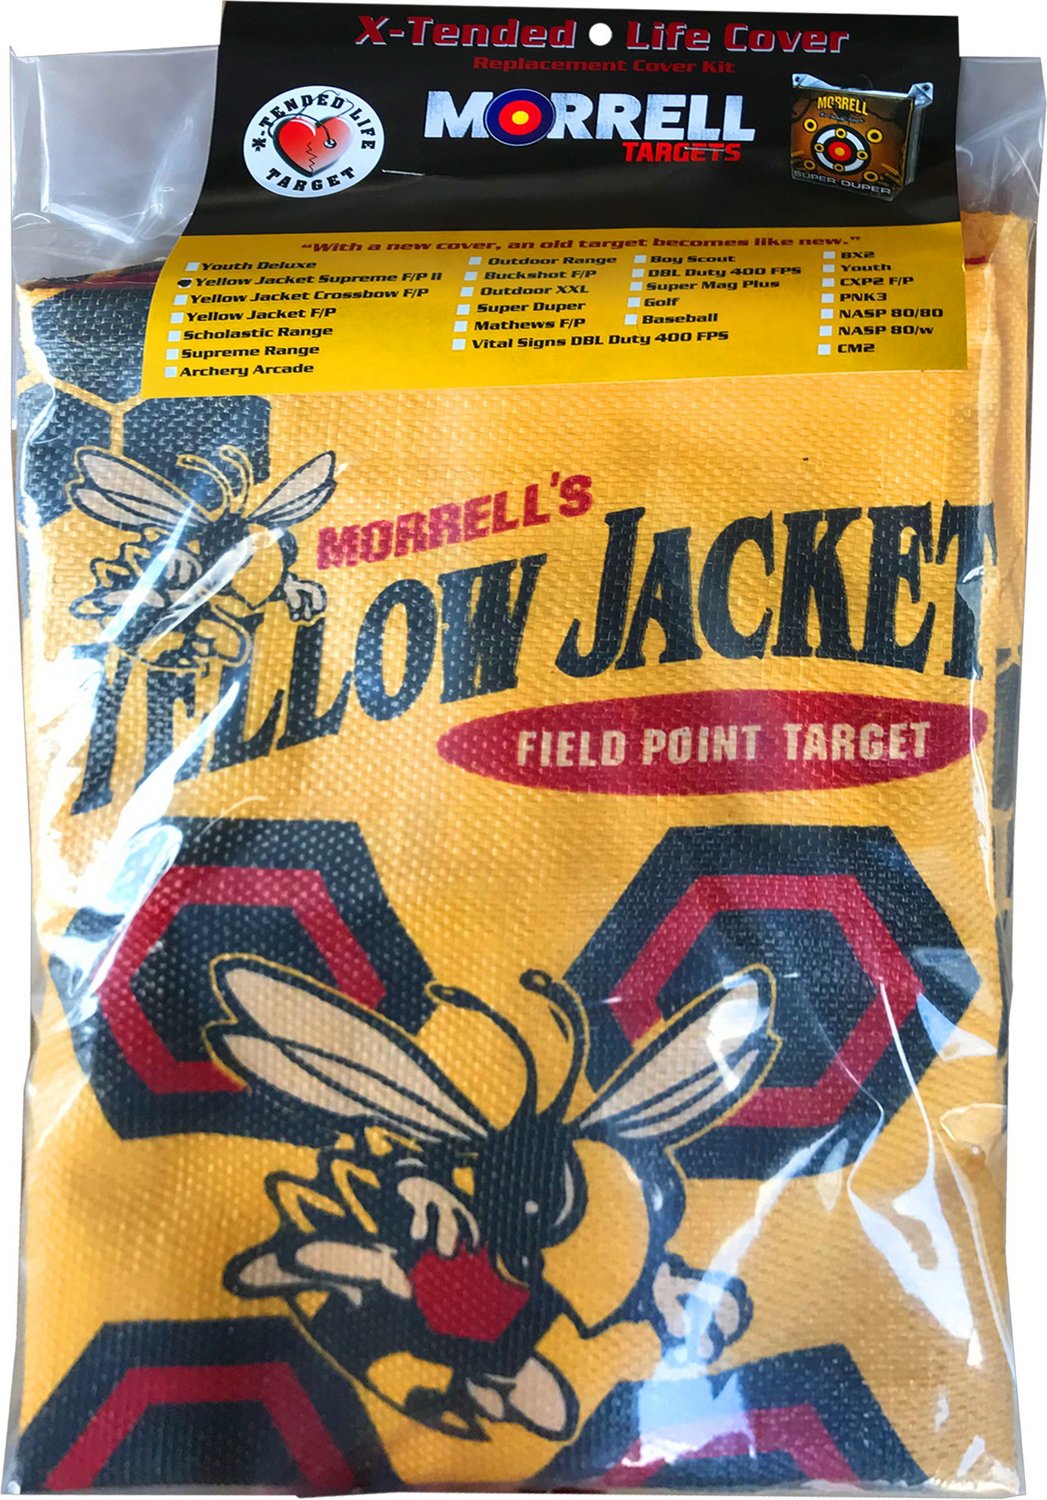 X-Tended Life Cover
Replacement Cover Kit
X-TENDED LIFE
TARGET
MORRELL
TARGETS
MORRELL
SUPER DUPER
"With a new cover, an old target becomes like new."
Youth Deluxe
Yellow Jacket Supreme F/P II
Yellow Jacket Crossbow F/P
Yellow Jacket F/P
Scholastic Range
Supreme Range
Archery Arcade
Outdoor Range
Buckshot F/P
Outdoor XXL
Super Duper
Mathews F/P
Vital Signs DBL Duty 400 FPS
Boy Scout
DBL Duty 400 FPS
Super Mag Plus
Golf
Baseball
BX2
Youth
CXP2 F/P
PNK3
NASP 80/80
NASP 80/w
CM2
MORRELL'S
YELLOW JACKET
FIELD POINT TARGET